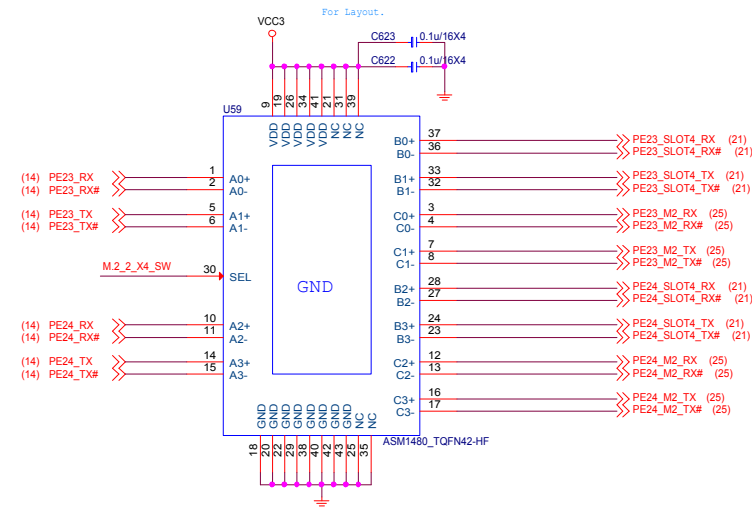 For Layout.
VCC3
C623 0.1u/16X4
C622 0.1u/16X4
U59
9 19 26 34 41 21 31 39
VDD VDD VDD VDD VDD NC NC NC
(14) PE23_RX 1 A0+
(14) PE23_RX# 2 A0-
(14) PE23_TX 5 A1+
(14) PE23_TX# 6 A1-
M.2_2_X4_SW 30 SEL
(14) PE24_RX 10 A2+
(14) PE24_RX# 11 A2-
(14) PE24_TX 14 A3+
(14) PE24_TX# 15 A3-
GND
B0+ 37 PE23_SLOT4_RX (21)
B0- 36 PE23_SLOT4_RX# (21)
B1+ 33 PE23_SLOT4_TX (21)
B1- 32 PE23_SLOT4_TX# (21)
C0+ 3 PE23_M2_RX (25)
C0- 4 PE23_M2_RX# (25)
C1+ 7 PE23_M2_TX (25)
C1- 8 PE23_M2_TX# (25)
B2+ 28 PE24_SLOT4_RX (21)
B2- 27 PE24_SLOT4_RX# (21)
B3+ 24 PE24_SLOT4_TX (21)
B3- 23 PE24_SLOT4_TX# (21)
C2+ 12 PE24_M2_RX (25)
C2- 13 PE24_M2_RX# (25)
C3+ 16 PE24_M2_TX (25)
C3- 17 PE24_M2_TX# (25)
GND GND GND GND GND GND GND GND NC NC
18 20 22 29 38 40 42 43 25 35
ASM1480_TQFN42-HF